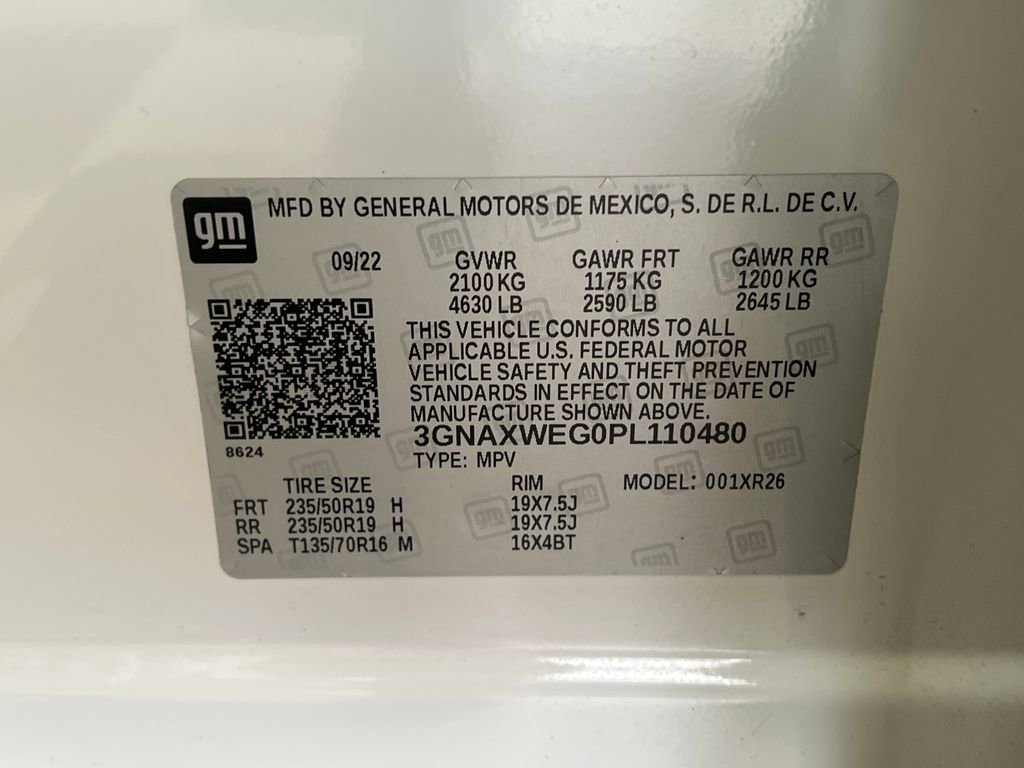 gm MFD BY GENERAL MOTORS DE MEXICO, S. DE R.L. DE C.V.
09/22 GVWR GAWR FRT GAWR RR
2100 KG 1175 KG 1200 KG
4630 LB 2590 LB 2645 LB
THIS VEHICLE CONFORMS TO ALL
APPLICABLE U.S. FEDERAL MOTOR
VEHICLE SAFETY AND THEFT PREVENTION
STANDARDS IN EFFECT ON THE DATE OF
MANUFACTURE SHOWN ABOVE.
3GNAXWEG0PL110480
8624
TYPE: MPV
TIRE SIZE RIM MODEL: 001XR26
FRT 235/50R19 H 19X7.5J
RR 235/50R19 H 19X7.5J
SPA T135/70R16 M 16X4BT